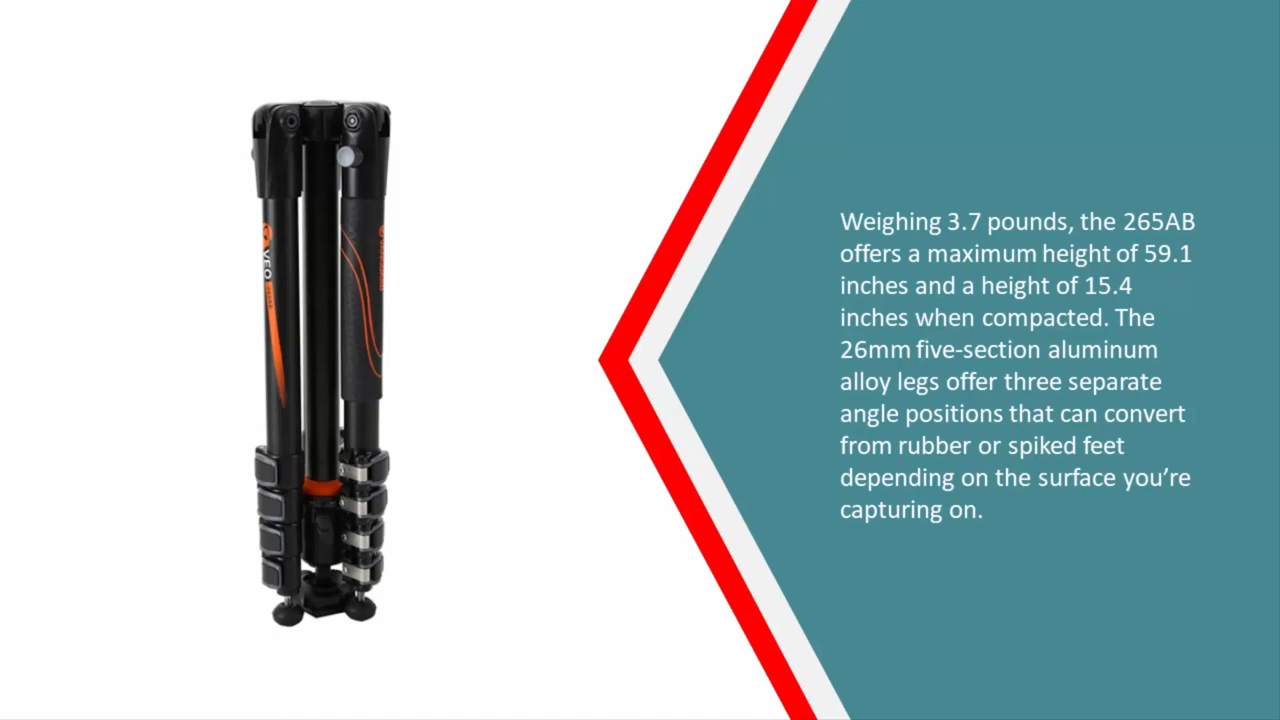 VEO
Weighing 3.7 pounds, the 265AB
offers a maximum height of 59.1
inches and a height of 15.4
inches when compacted. The
26mm five-section aluminum
alloy legs offer three separate
angle positions that can convert
from rubber or spiked feet
depending on the surface you’re
capturing on.